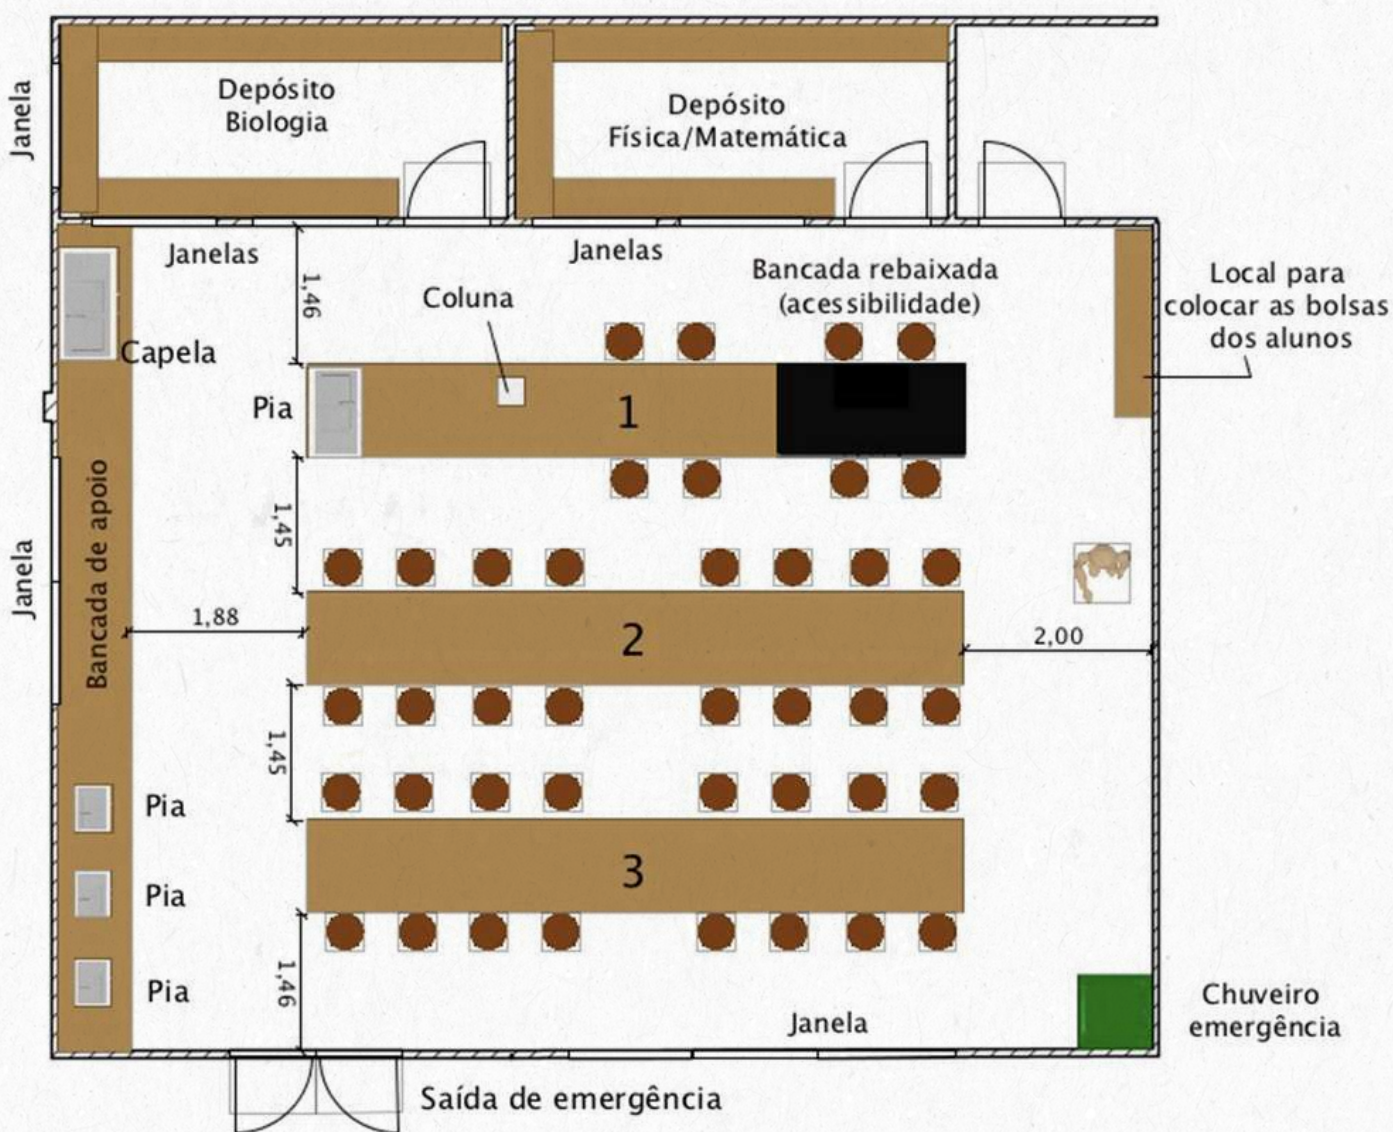 Janela
Depósito
Biologia
Depósito
Física/Matemática
Janelas
Janelas
1,46
Coluna
Bancada rebaixada
(acessibilidade)
Local para
colocar as bolsas
dos alunos
Capela
Pia
1
Bancada de apoio
1,45
Janela
1,88
2
2,00
1,45
Pia
3
Pia
1,46
Pia
Janela
Chuveiro
emergência
Saída de emergência